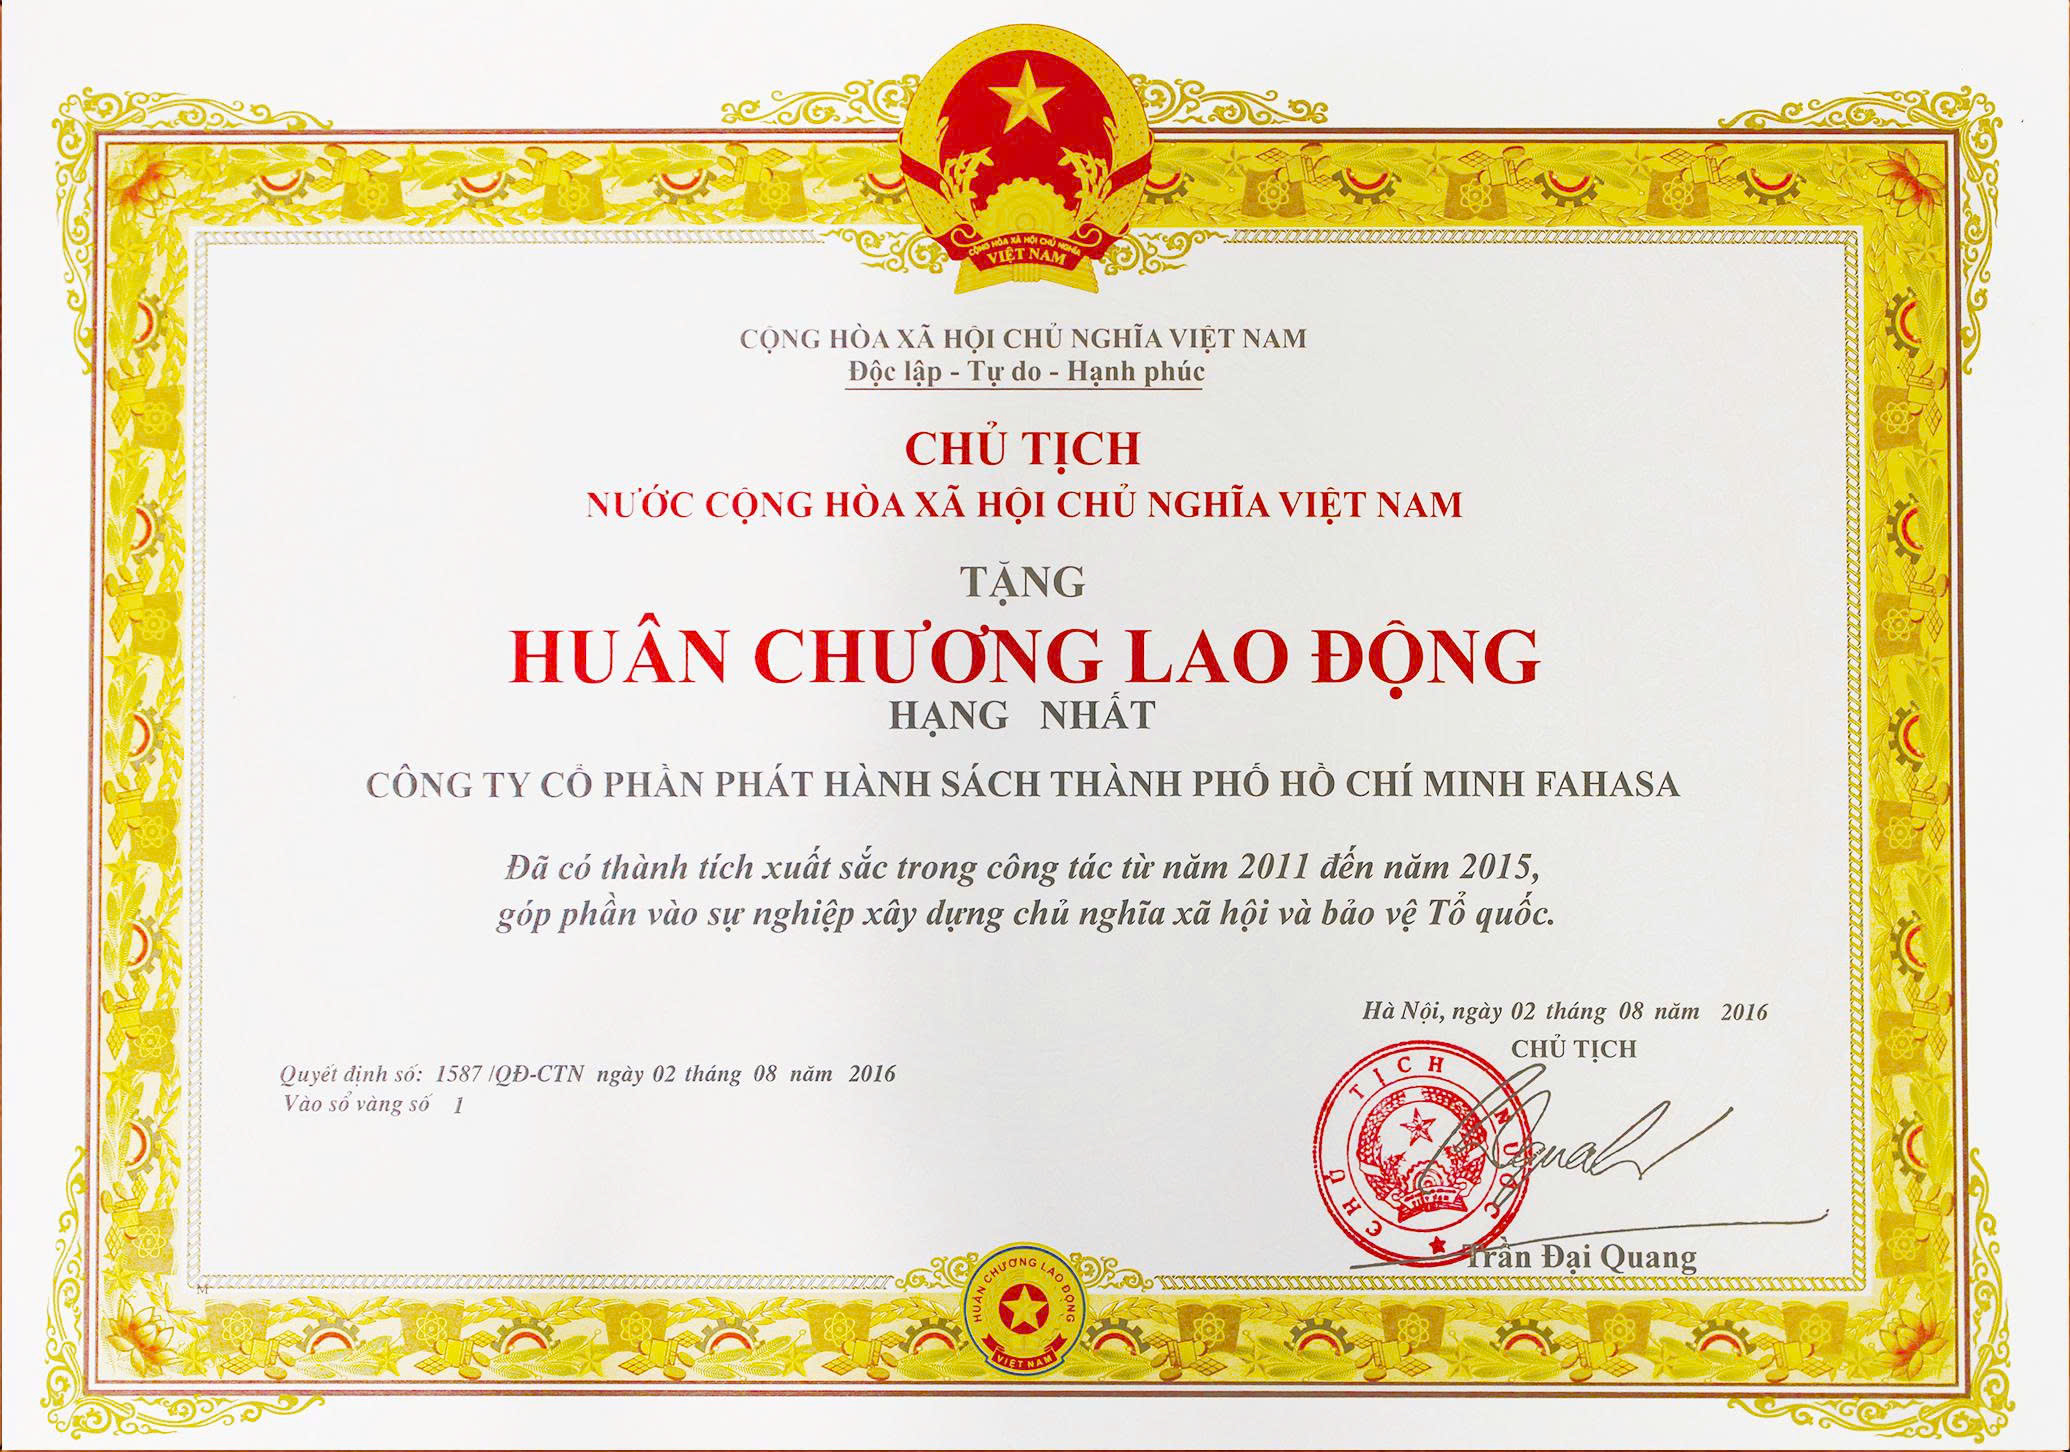 CỘNG HÒA XÃ HỘI CHỦ NGHĨA
VIỆT NAM
CỘNG HÒA XÃ HỘI CHỦ NGHĨA VIỆT NAM
Độc lập - Tự do - Hạnh phúc
CHỦ TỊCH
NƯỚC CỘNG HÒA XÃ HỘI CHỦ NGHĨA VIỆT NAM
TẶNG
HUÂN CHƯƠNG LAO ĐỘNG
HẠNG NHẤT
CÔNG TY CỔ PHẦN PHÁT HÀNH SÁCH THÀNH PHỐ HỒ CHÍ MINH FAHASA
Đã có thành tích xuất sắc trong công tác từ năm 2011 đến năm 2015,
góp phần vào sự nghiệp xây dựng chủ nghĩa xã hội và bảo vệ Tổ quốc.
Hà Nội, ngày 02 tháng 08 năm 2016
CHỦ TỊCH
Quyết định số: 1587 /QĐ-CTN ngày 02 tháng 08 năm 2016
Vào sổ vàng số 1
CHỦ TỊCH NƯỚC
Trần Đại Quang
M
HUÂN CHƯƠNG LAO ĐỘNG
VIỆT NAM